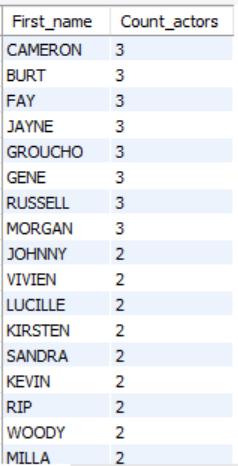 First_name Count_actors
CAMERON 3
BURT 3
FAY 3
JAYNE 3
GROUCHO 3
GENE 3
RUSSELL 3
MORGAN 3
JOHNNY 2
VIVIEN 2
LUCILLE 2
KIRSTEN 2
SANDRA 2
KEVIN 2
RIP 2
WOODY 2
MILLA 2